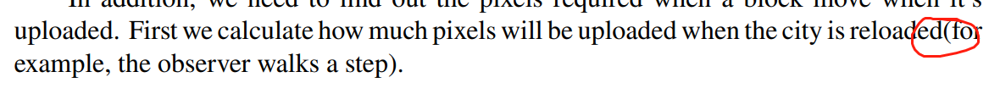 In addition, we need to find out the pixels required when a block move when it's
uploaded. First we calculate how much pixels will be uploaded when the city is reloaded(for
example, the observer walks a step).